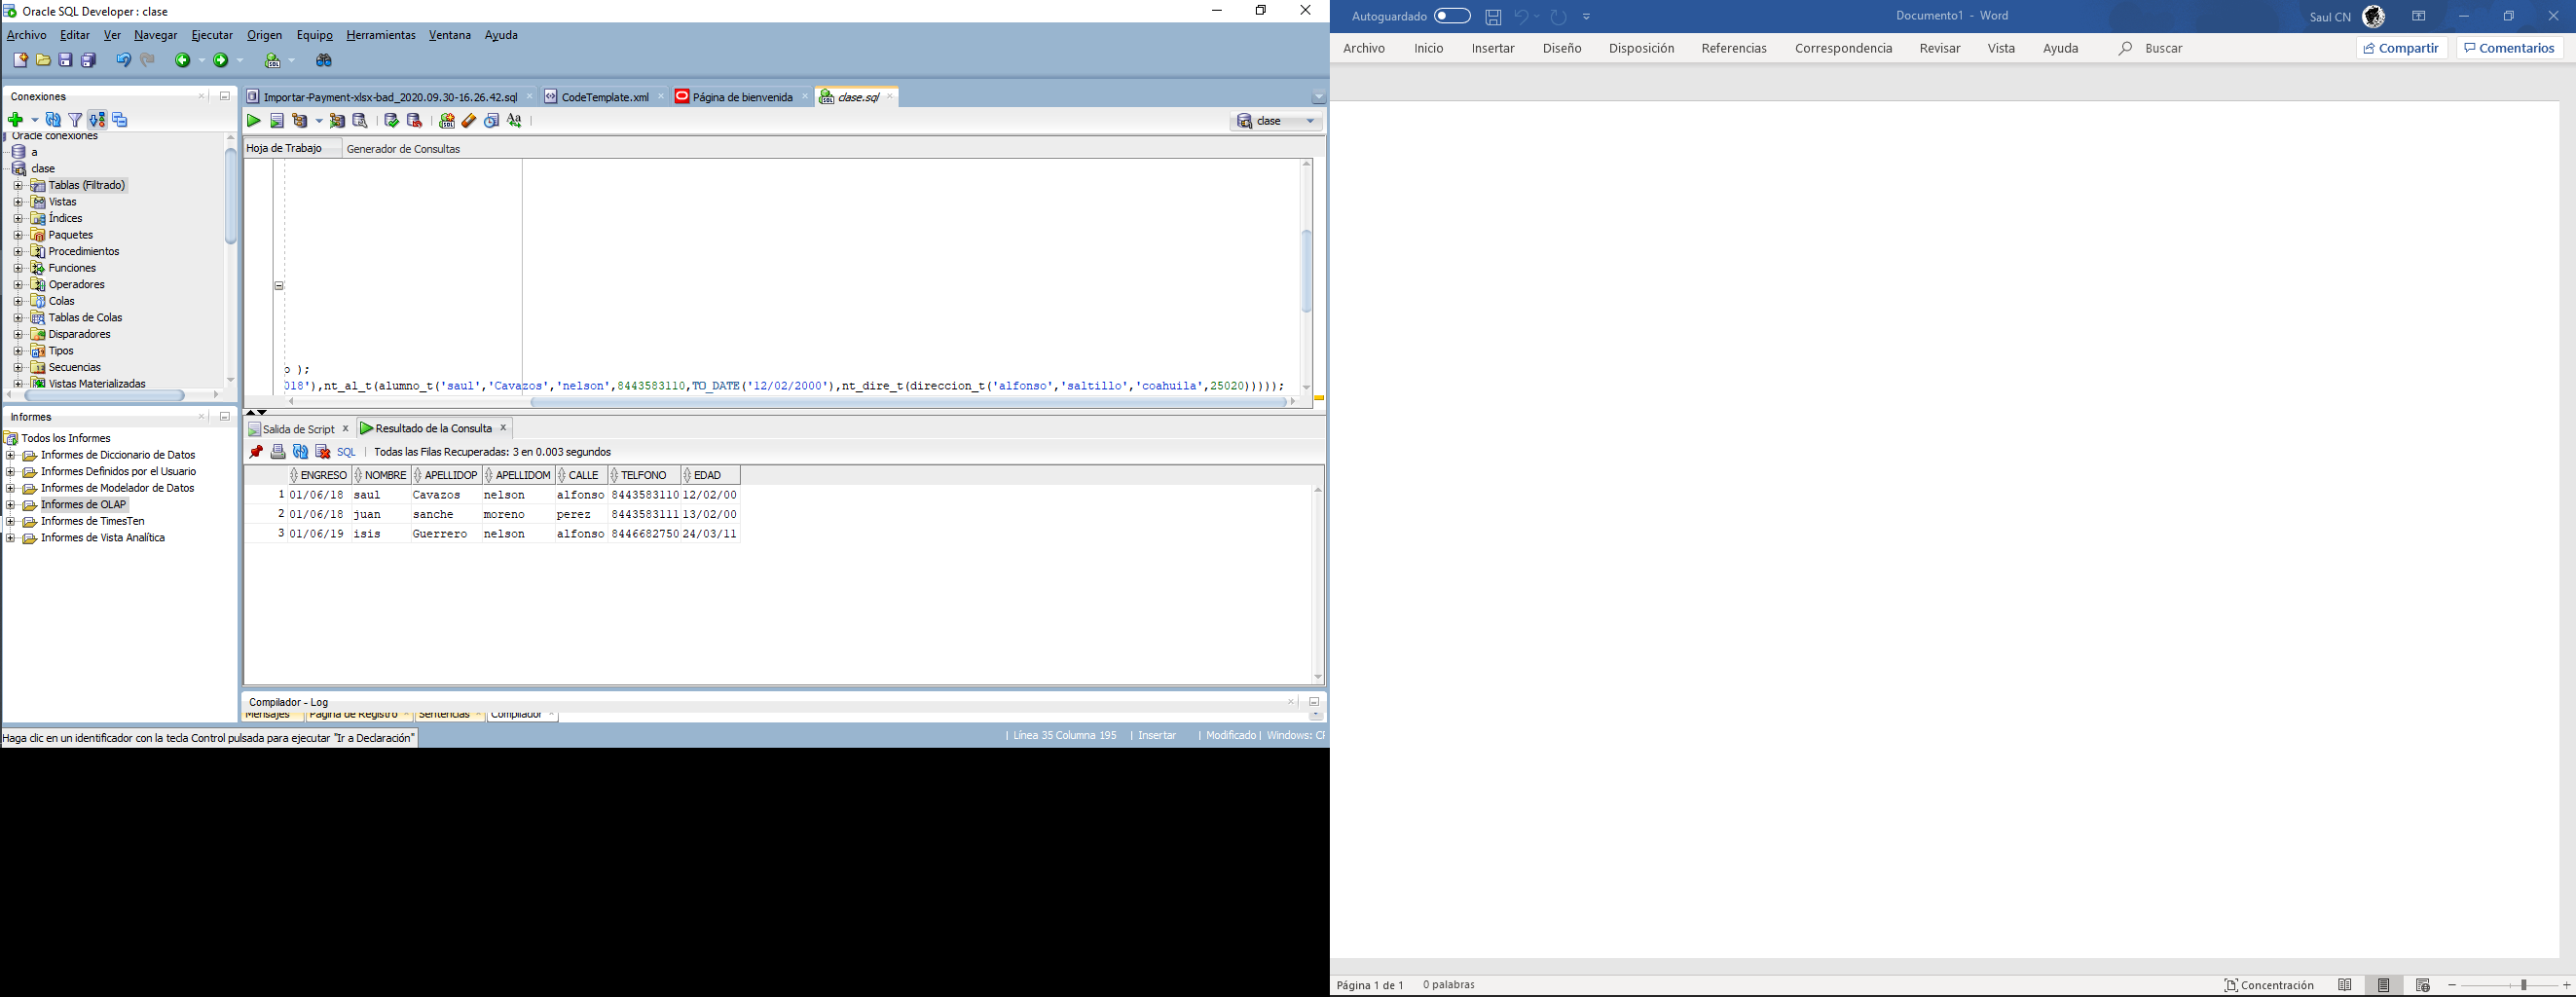 Oracle SQL Developer : clase
Archivo Editar Ver Navegar Ejecutar Origen Equipo Herramientas Ventana Ayuda
Conexiones
Oracle conexiones
a
clase
Tablas (Filtrado)
Vistas
Índices
Paquetes
Procedimientos
Funciones
Operadores
Colas
Tablas de Colas
Disparadores
Tipos
Secuencias
Vistas Materializadas
Informes
Todos los Informes
Informes de Diccionario de Datos
Informes Definidos por el Usuario
Informes de Modelador de Datos
Informes de OLAP
Informes de TimesTen
Informes de Vista Analítica
Importar-Payment-xlsx-bad_2020.09.30-16.26.42.sql CodeTemplate.xml Página de bienvenida clase.sql
clase
Hoja de Trabajo Generador de Consultas
o );
018'),nt_al_t(alumno_t('saul','Cavazos','nelson',8443583110,TO_DATE('12/02/2000'),nt_dire_t(direccion_t('alfonso','saltillo','coahuila',25020)))));
Salida de Script x Resultado de la Consulta x
SQL | Todas las Filas Recuperadas: 3 en 0.003 segundos
ENGRESO NOMBRE APELLIDOP APELLIDOM CALLE TELFONO EDAD
1 01/06/18 saul Cavazos nelson alfonso 8443583110 12/02/00
2 01/06/18 juan sanche moreno perez 8443583111 13/02/00
3 01/06/19 isis Guerrero nelson alfonso 8446682750 24/03/11
Compilador - Log
Mensajes Página de Registro Sentencias Compilador
Haga clic en un identificador con la tecla Control pulsada para ejecutar "Ir a Declaración"
| Línea 35 Columna 195 | Insertar | Modificado | Windows: CF
Autoguardado Documento1 - Word Saul CN
Archivo Inicio Insertar Diseño Disposición Referencias Correspondencia Revisar Vista Ayuda Buscar Compartir Comentarios
Página 1 de 1 0 palabras Concentración